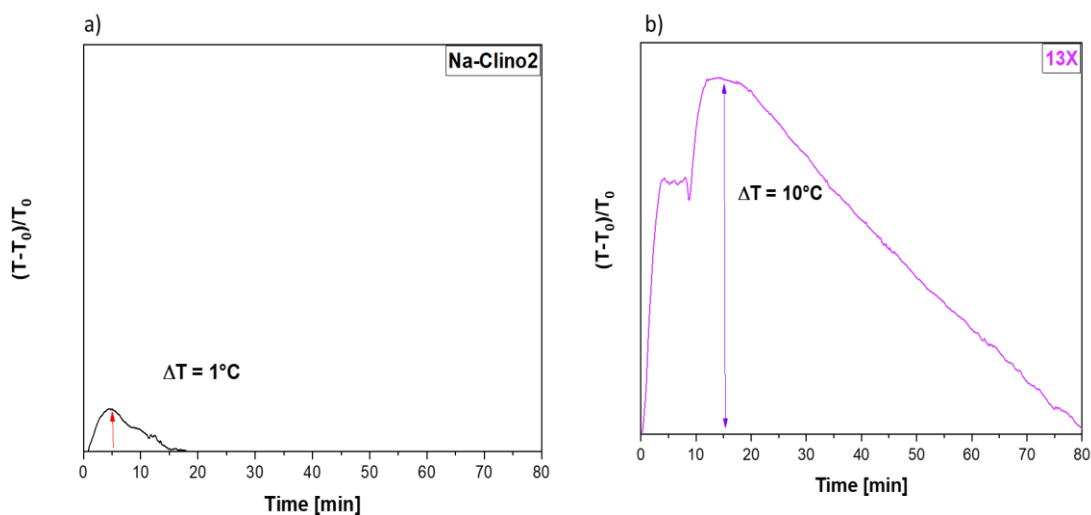 a)
Na-Clino2
(T-T₀)/T₀
ΔT = 1°C
0 10 20 30 40 50 60 70 80
Time [min]
b)
13X
(T-T₀)/T₀
ΔT = 10°C
0 10 20 30 40 50 60 70 80
Time [min]